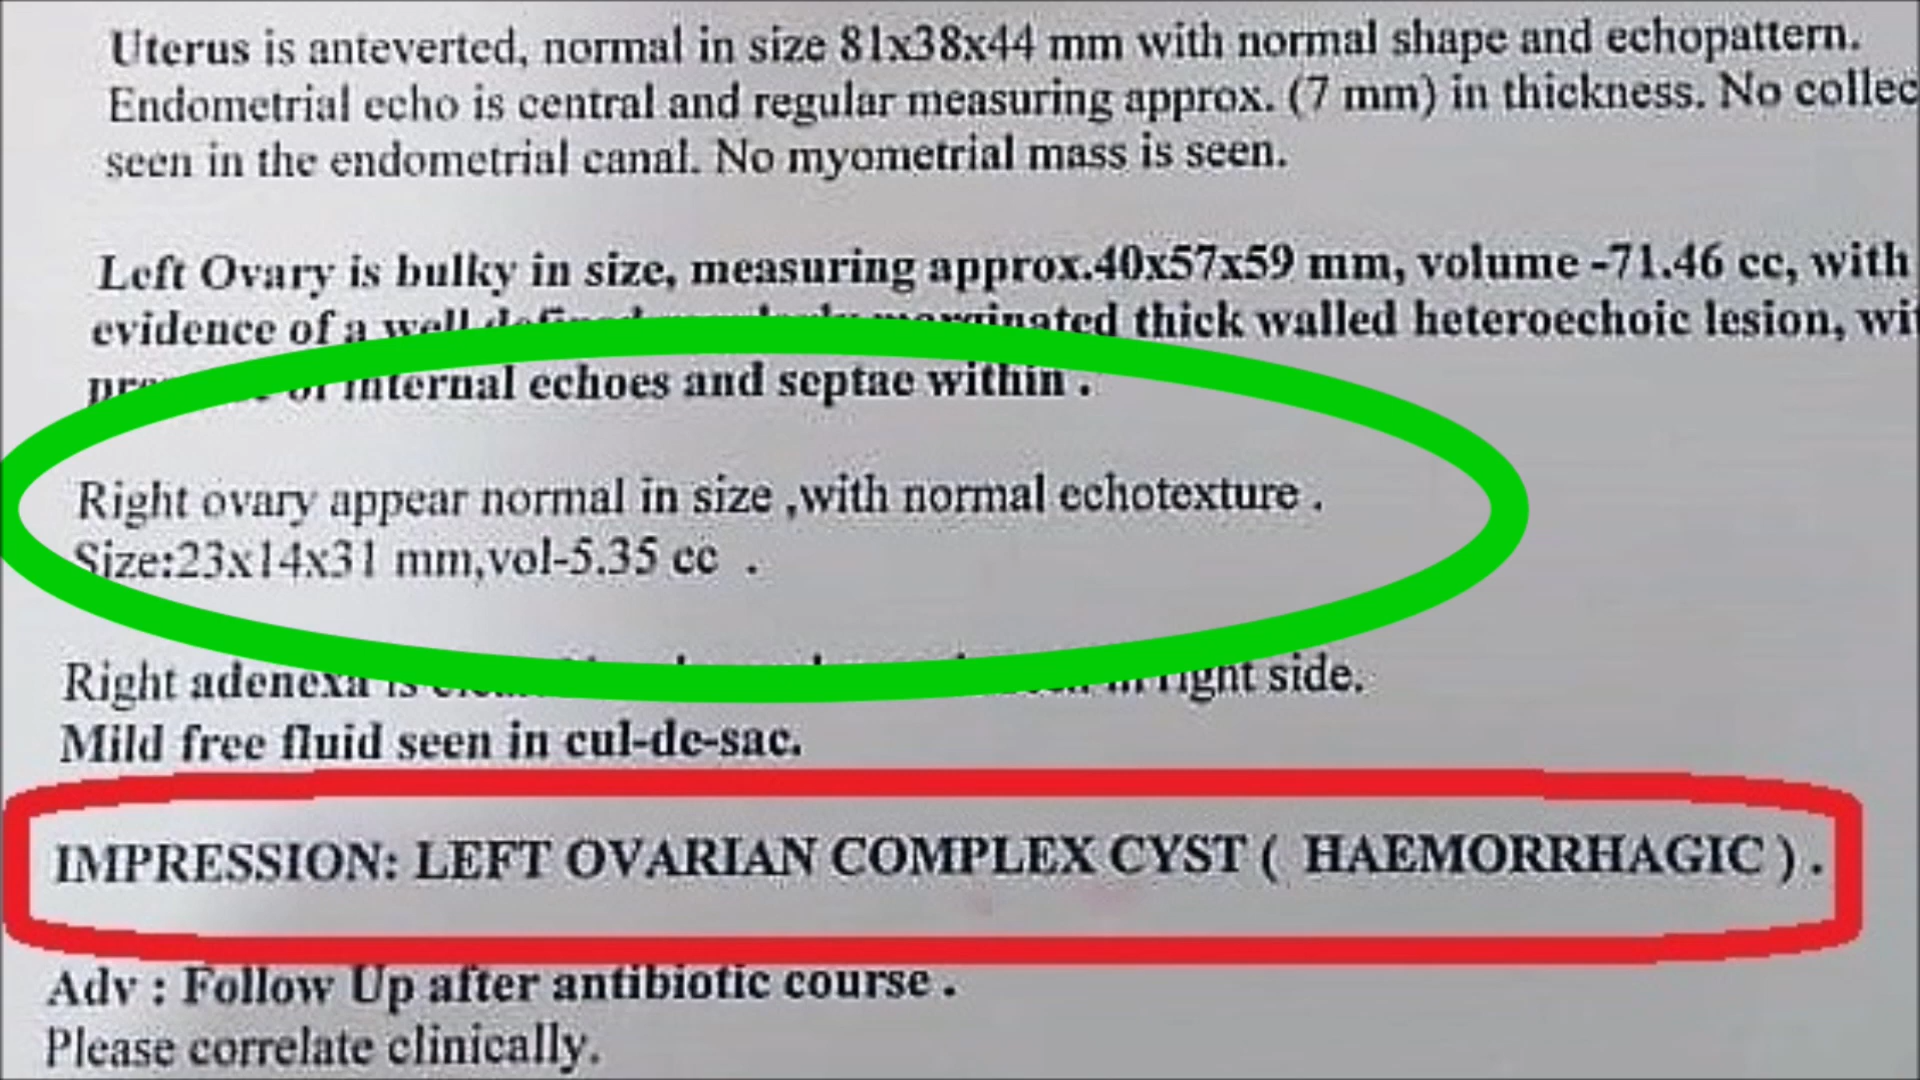 Uterus is anteverted, normal in size 81x38x44 mm with normal shape and echopattern.
Endometrial echo is central and regular measuring approx. (7 mm) in thickness. No collec
seen in the endometrial canal. No myometrial mass is seen.
Left Ovary is bulky in size, measuring approx.40x57x59 mm, volume -71.46 cc, with
evidence of a well marginated thick walled heteroechoic lesion,
internal echoes and septae within .
Right ovary appear normal in size ,with normal echotexture .
Size:23x14x31 mm,vol-5.35 cc .
Right adenexa is right side.
Mild free fluid seen in cul-de-sac.
IMPRESSION: LEFT OVARIAN COMPLEX CYST ( HAEMORRHAGIC ) .
Adv : Follow Up after antibiotic course .
Please correlate clinically.